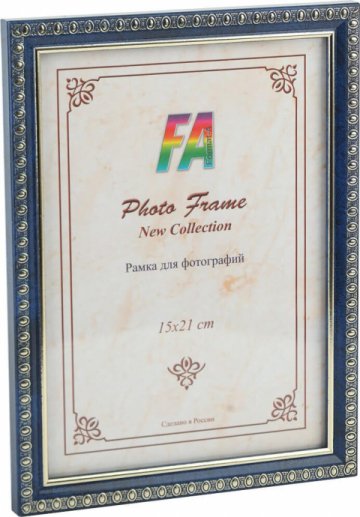 FA
Photo Frame
New Collection
Рамка для фотографий
15x21 cm
Сделано в России